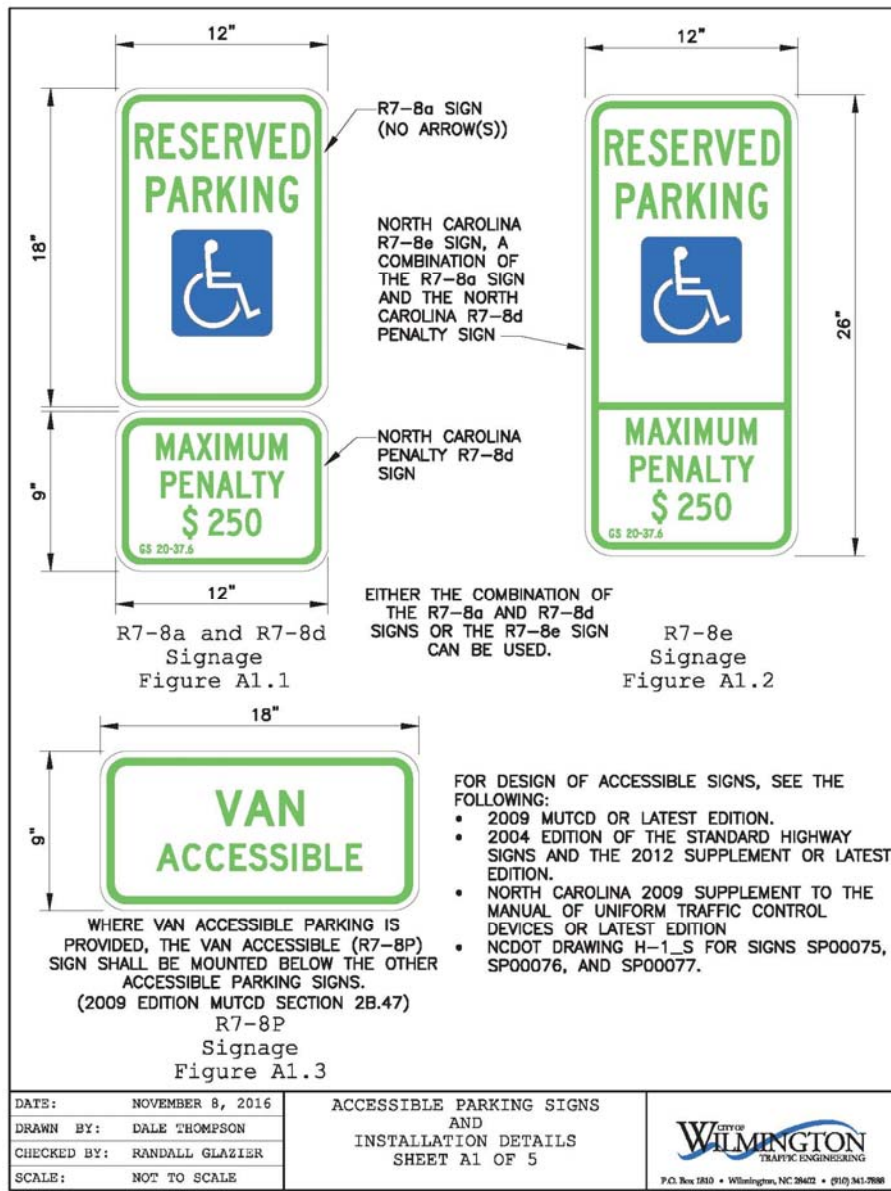 12"
12"
18"
RESERVED
PARKING
R7-8a SIGN
(NO ARROW(S))
NORTH CAROLINA
R7-8e SIGN, A
COMBINATION OF
THE R7-8a SIGN
AND THE NORTH
CAROLINA R7-8d
PENALTY SIGN
RESERVED
PARKING
26"
9"
MAXIMUM
PENALTY
$ 250
GS 20-37.6
NORTH CAROLINA
PENALTY R7-8d
SIGN
MAXIMUM
PENALTY
$ 250
GS 20-37.6
12"
R7-8a and R7-8d
Signage
Figure A1.1
EITHER THE COMBINATION OF
THE R7-8a AND R7-8d
SIGNS OR THE R7-8e SIGN
CAN BE USED.
R7-8e
Signage
Figure A1.2
18"
9"
VAN
ACCESSIBLE
WHERE VAN ACCESSIBLE PARKING IS
PROVIDED, THE VAN ACCESSIBLE (R7-8P)
SIGN SHALL BE MOUNTED BELOW THE OTHER
ACCESSIBLE PARKING SIGNS.
(2009 EDITION MUTCD SECTION 2B.47)
R7-8P
Signage
Figure A1.3
FOR DESIGN OF ACCESSIBLE SIGNS, SEE THE
FOLLOWING:
• 2009 MUTCD OR LATEST EDITION.
• 2004 EDITION OF THE STANDARD HIGHWAY
SIGNS AND THE 2012 SUPPLEMENT OR LATEST
EDITION.
• NORTH CAROLINA 2009 SUPPLEMENT TO THE
MANUAL OF UNIFORM TRAFFIC CONTROL
DEVICES OR LATEST EDITION
• NCDOT DRAWING H-1_S FOR SIGNS SP00075,
SP00076, AND SP00077.
DATE: NOVEMBER 8, 2016
DRAWN BY: DALE THOMPSON
CHECKED BY: RANDALL GLAZIER
SCALE: NOT TO SCALE
ACCESSIBLE PARKING SIGNS
AND
INSTALLATION DETAILS
SHEET A1 OF 5
CITY OF
WILMINGTON
TRAFFIC ENGINEERING
P.O. Box 1810 • Wilmington, NC 28402 • (910) 341-7888